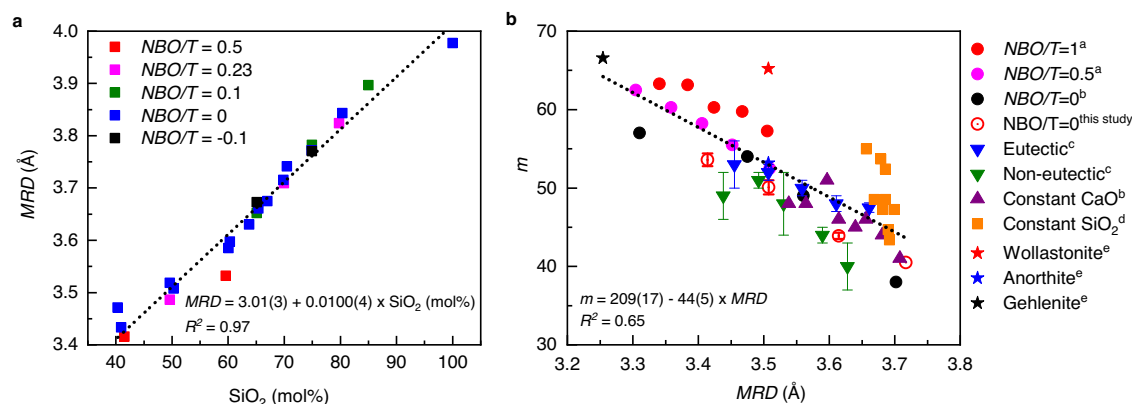 a
MRD (Å)
4.0
3.9
3.8
3.7
3.6
3.5
3.4
NBO/T = 0.5
NBO/T = 0.23
NBO/T = 0.1
NBO/T = 0
NBO/T = -0.1
MRD = 3.01(3) + 0.0100(4) x SiO₂ (mol%)
R² = 0.97
40 50 60 70 80 90 100
SiO₂ (mol%)
b
m
70
60
50
40
30
m = 209(17) - 44(5) x MRD
R² = 0.65
3.2 3.3 3.4 3.5 3.6 3.7 3.8
MRD (Å)
NBO/T=1ᵃ
NBO/T=0.5ᵃ
NBO/T=0ᵇ
NBO/T=0ᵗʰⁱˢ ˢᵗᵘᵈʸ
Eutecticᶜ
Non-eutecticᶜ
Constant CaOᵇ
Constant SiO₂ᵈ
Wollastoniteᵉ
Anorthiteᵉ
Gehleniteᵉ